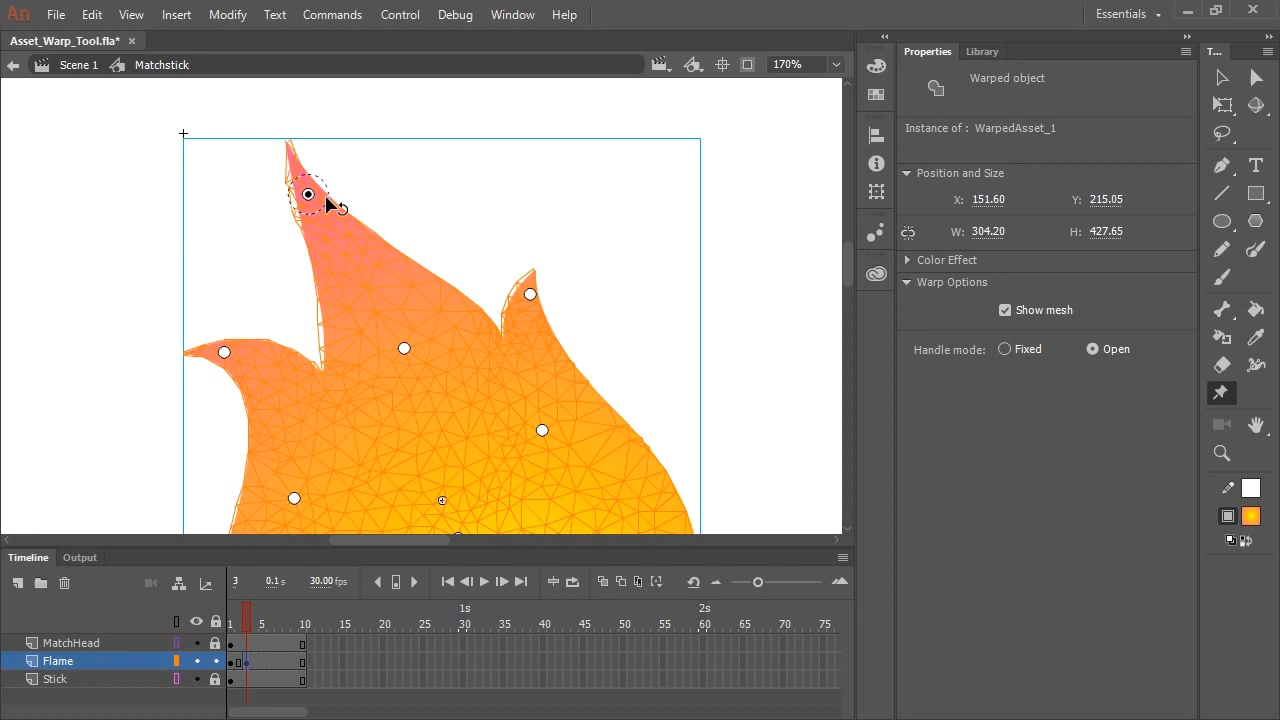 An File Edit View Insert Modify Text Commands Control Debug Window Help Essentials
Asset_Warp_Tool.fla*
Scene 1 Matchstick 170%
Properties Library T...
Warped object
Instance of : WarpedAsset_1
Position and Size
X: 151.60 Y: 215.05
W: 304.20 H: 427.65
Color Effect
Warp Options
Show mesh
Handle mode: Fixed Open
Timeline Output
3 0.1 s 30.00 fps
1s 2s
1 5 10 15 20 25 30 35 40 45 50 55 60 65 70 75
MatchHead
Flame
Stick